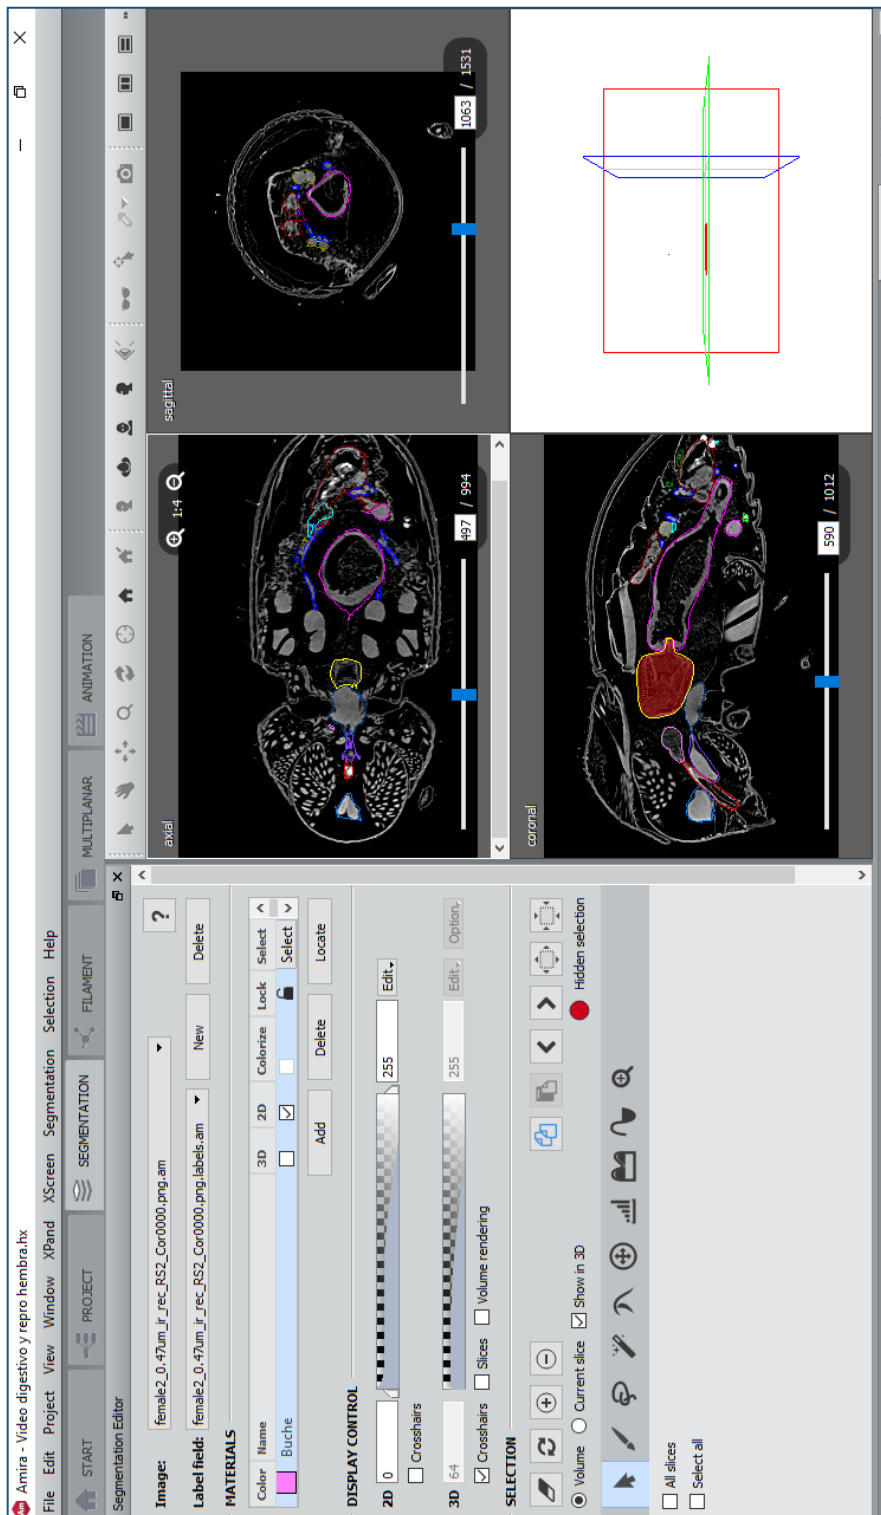 Amira - Video digestivo y repro hembra.hx
File Edit Project View Window XPand XScreen Segmentation Selection Help
START PROJECT SEGMENTATION FILAMENT MULTIPLANAR ANIMATION
Segmentation Editor
Image: female2_0.47um_ir_rec_RS2_Cor0000.png.am ?
Label field: female2_0.47um_ir_rec_RS2_Cor0000.png.labels.am New Delete
MATERIALS
Color Name 3D 2D Colorize Lock Select
Buche Select
Add Delete Locate
DISPLAY CONTROL
2D 0 255 Edit
Crosshairs
3D 64 255 Edit Option
Crosshairs Slices Volume rendering
SELECTION
Volume Current slice Show in 3D Hidden selection
All slices
Select all
axial
1:4
497 / 994
sagittal
1063 / 1531
coronal
590 / 1012